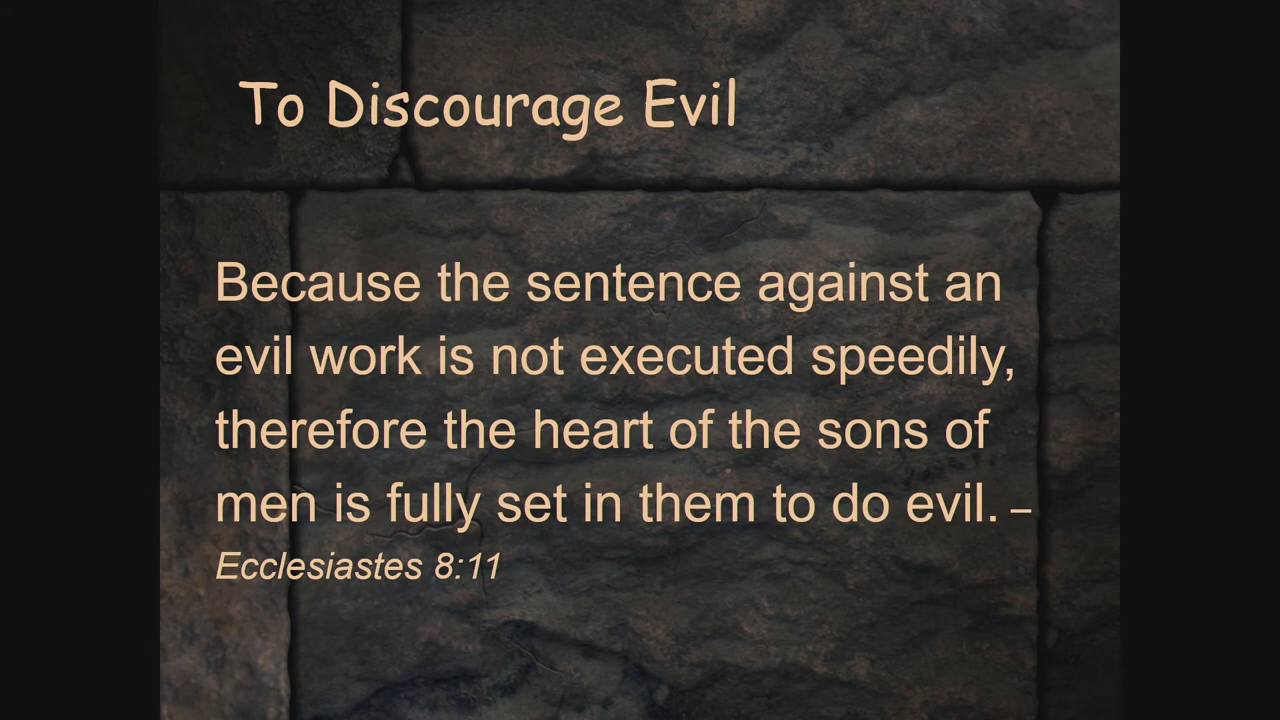 To Discourage Evil
Because the sentence against an
evil work is not executed speedily,
therefore the heart of the sons of
men is fully set in them to do evil. –
Ecclesiastes 8:11